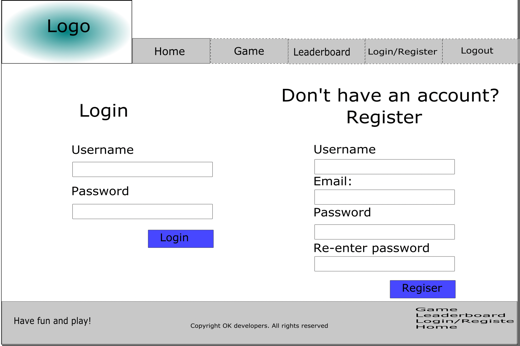 Logo
Home Game Leaderboard Login/Register Logout
Login
Username
Password
Login
Don't have an account?
Register
Username
Email:
Password
Re-enter password
Regiser
Have fun and play!
Copyright OK developers. All rights reserved
Game
Leaderboard
Login/Registe
Home